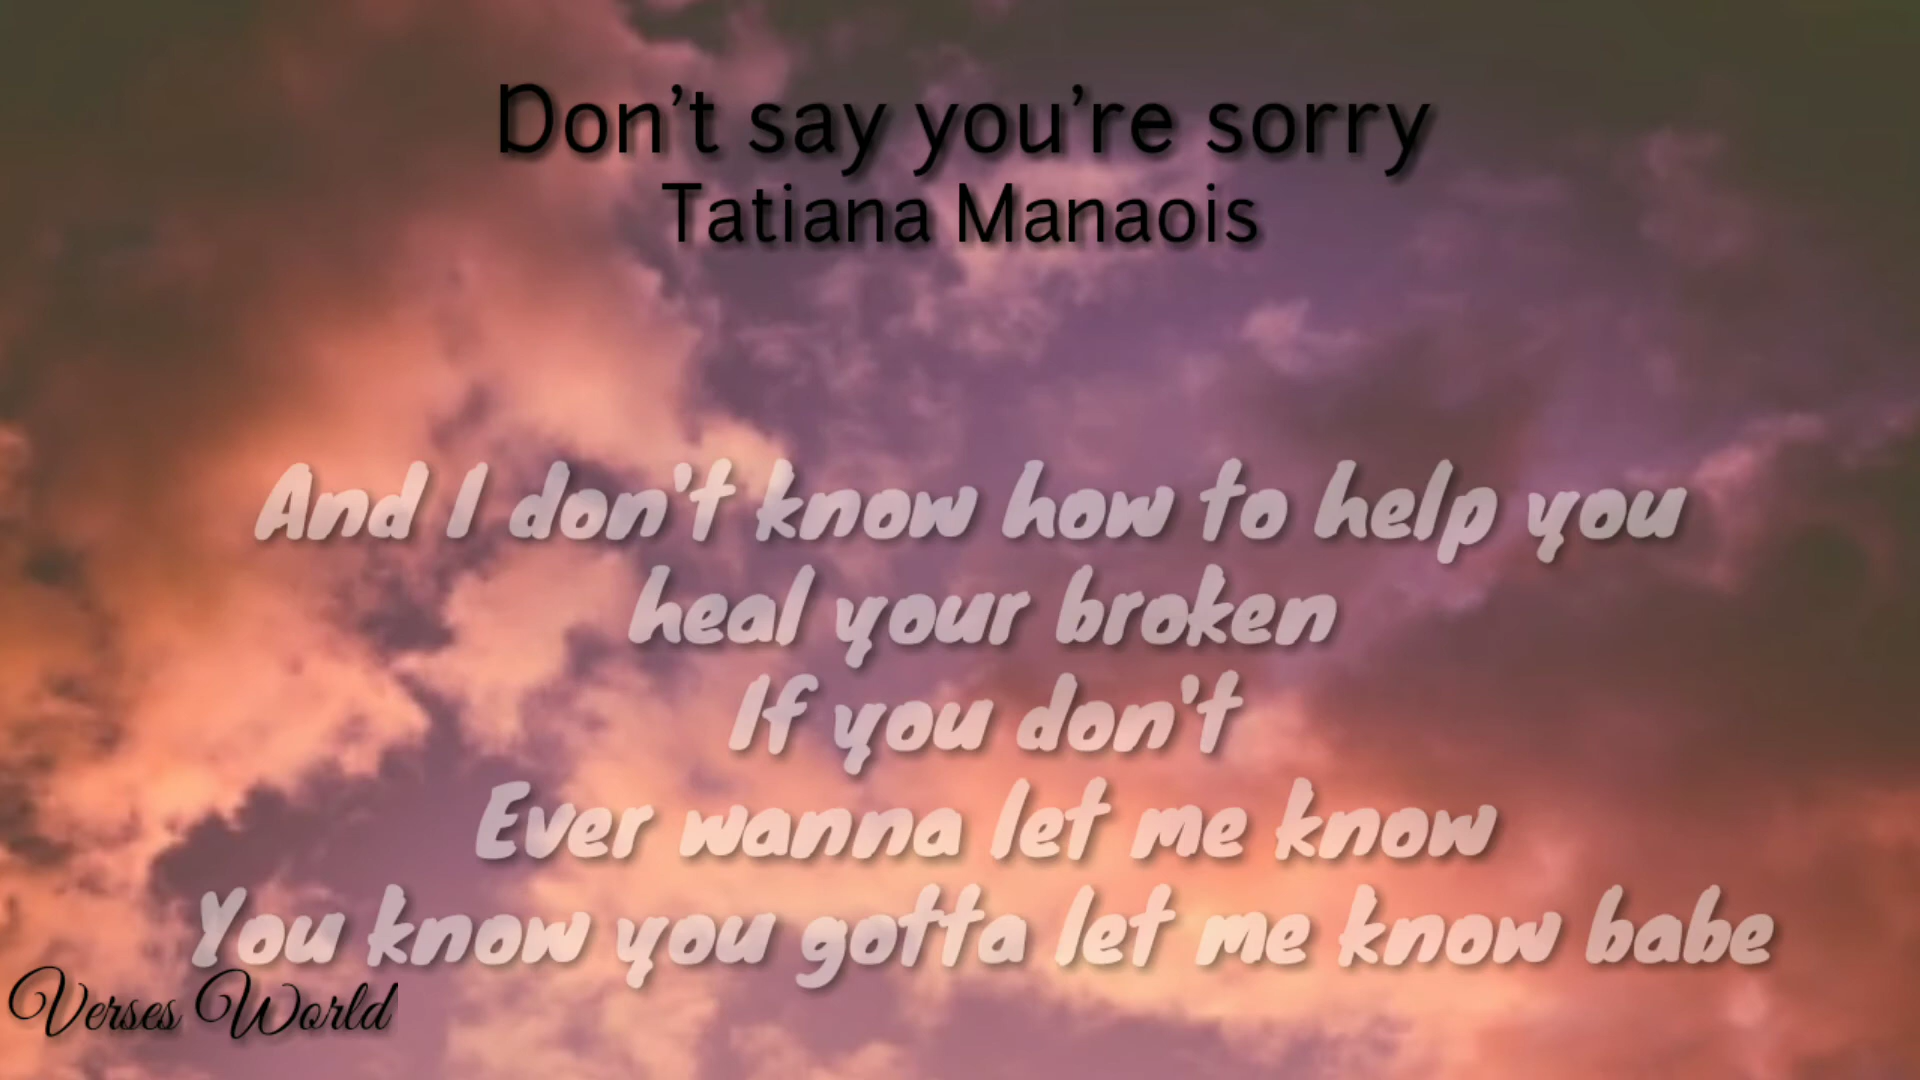 Don’t say you’re sorry
Tatiana Manaois
And I don't know how to help you
heal your broken
If you don't
Ever wanna let me know
You know you gotta let me know babe
Verses World